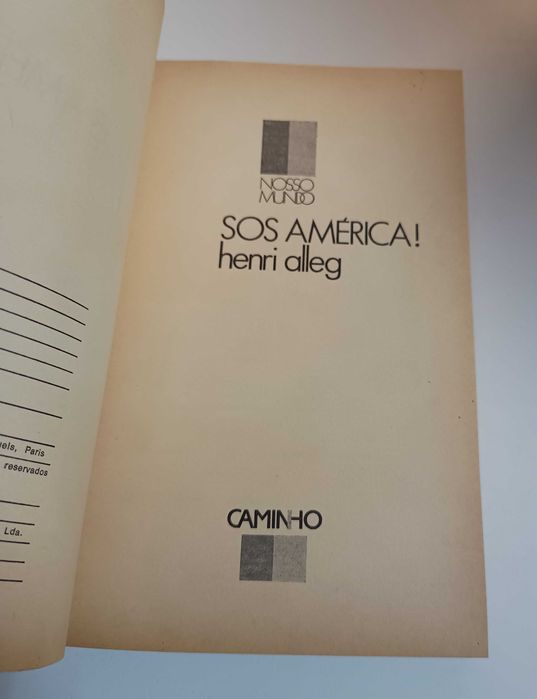 uels, Paris
reservados
Lda.
NOSSO
MUNDO
SOS AMÉRICA!
henri alleg
CAMINHO